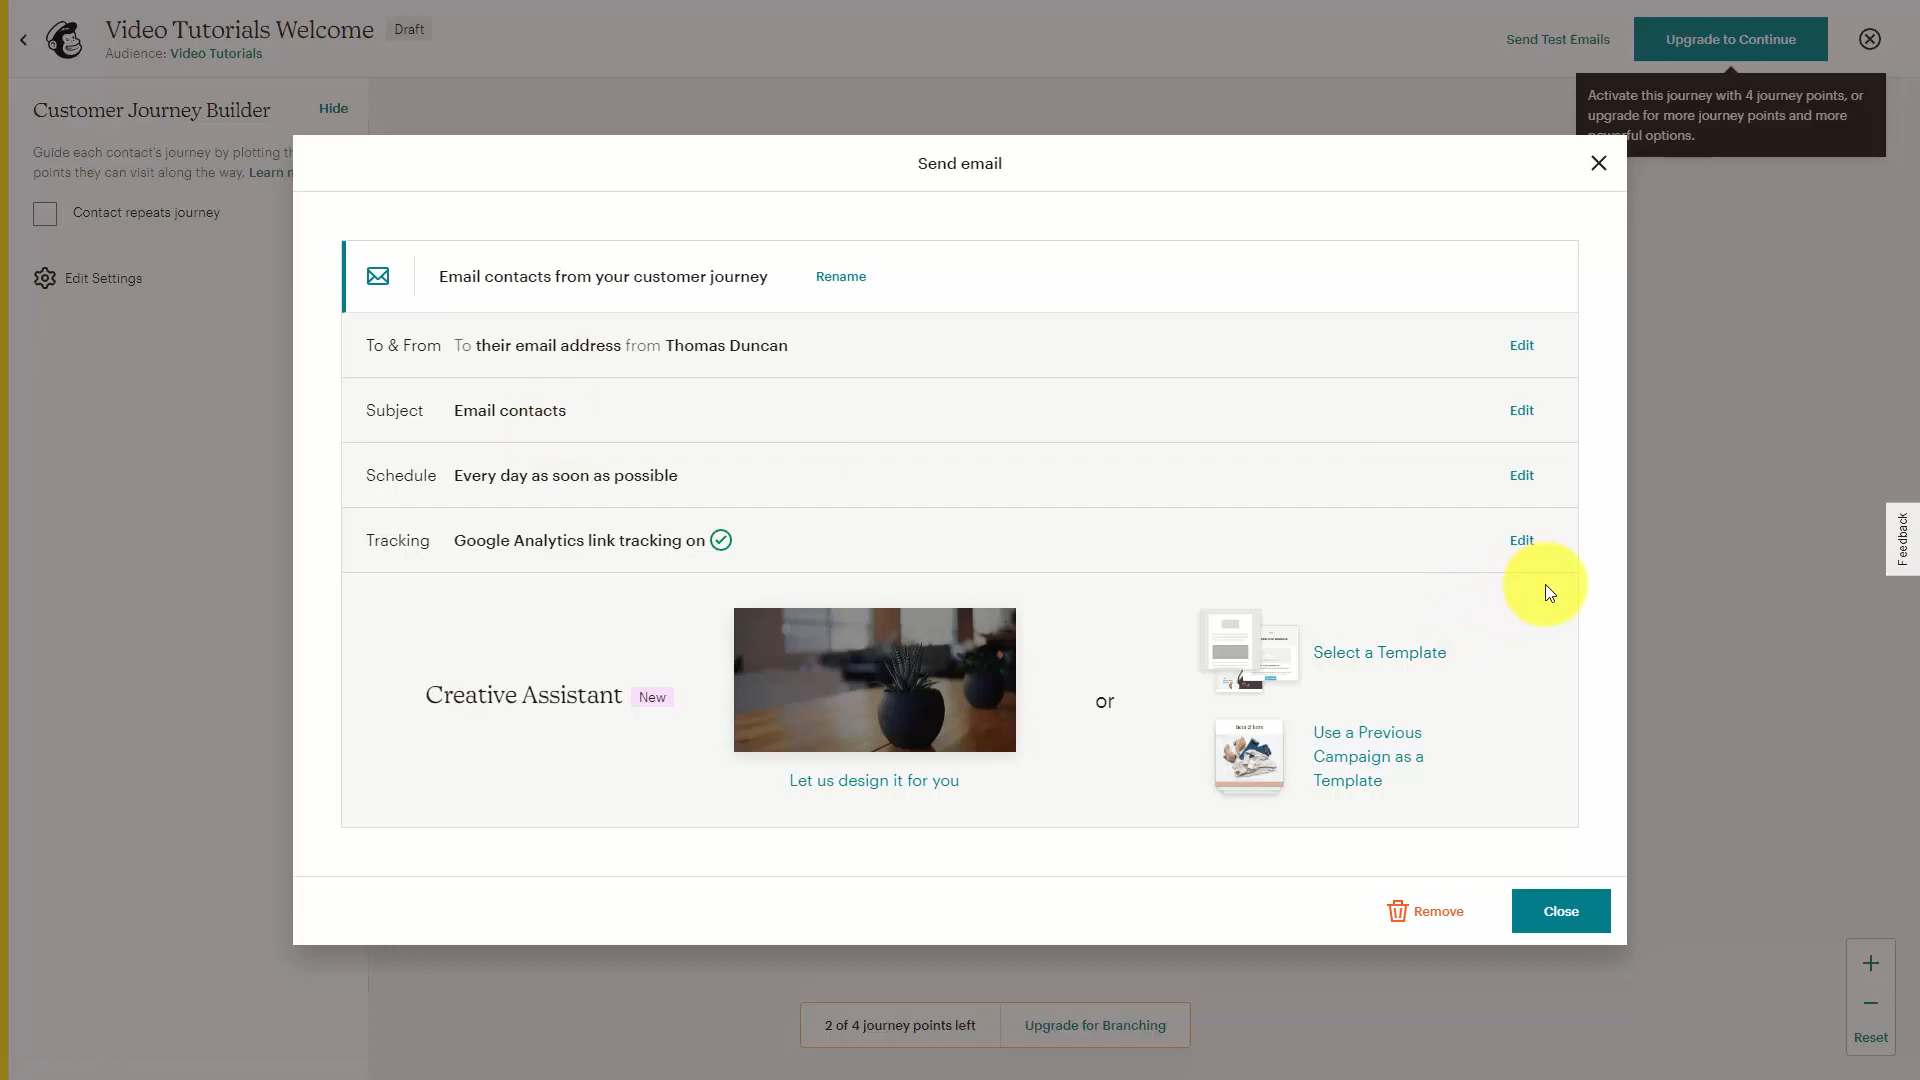 Video Tutorials Welcome Draft
Audience: Video Tutorials
Send Test Emails
Upgrade to Continue
Activate this journey with 4 journey points, or
upgrade for more journey points and more
powerful options.
Customer Journey Builder Hide
Guide each contact's journey by plotting
points they can visit along the way. Learn
Contact repeats journey
Edit Settings
Send email
Email contacts from your customer journey Rename
To & From To their email address from Thomas Duncan Edit
Subject Email contacts Edit
Schedule Every day as soon as possible Edit
Tracking Google Analytics link tracking on Edit
Creative Assistant New
Let us design it for you
or
Select a Template
Use a Previous
Campaign as a
Template
Remove
Close
Feedback
2 of 4 journey points left
Upgrade for Branching
+
−
Reset